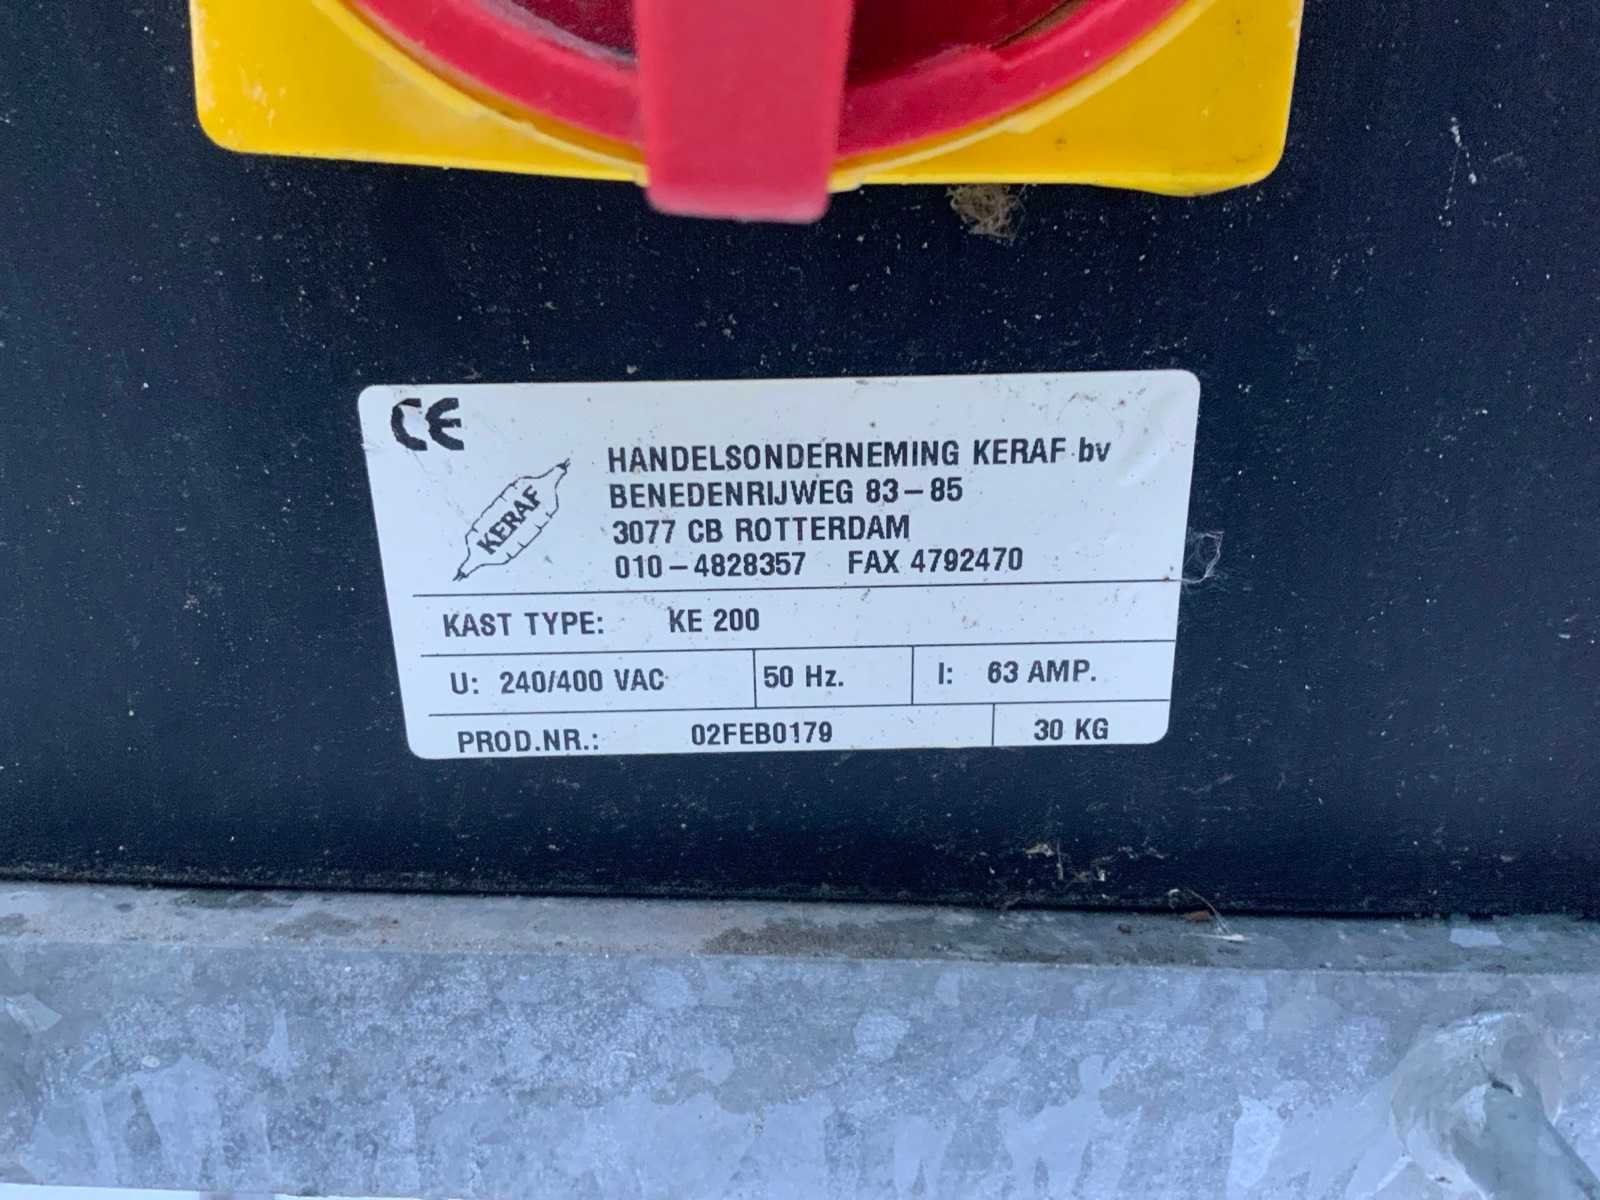 CE
KERAF
HANDELSONDERNEMING KERAF bv
BENEDENRIJWEG 83-85
3077 CB ROTTERDAM
010-4828357 FAX 4792470
KAST TYPE: KE 200
U: 240/400 VAC 50 Hz. I: 63 AMP.
PROD.NR.: 02FEB0179 30 KG